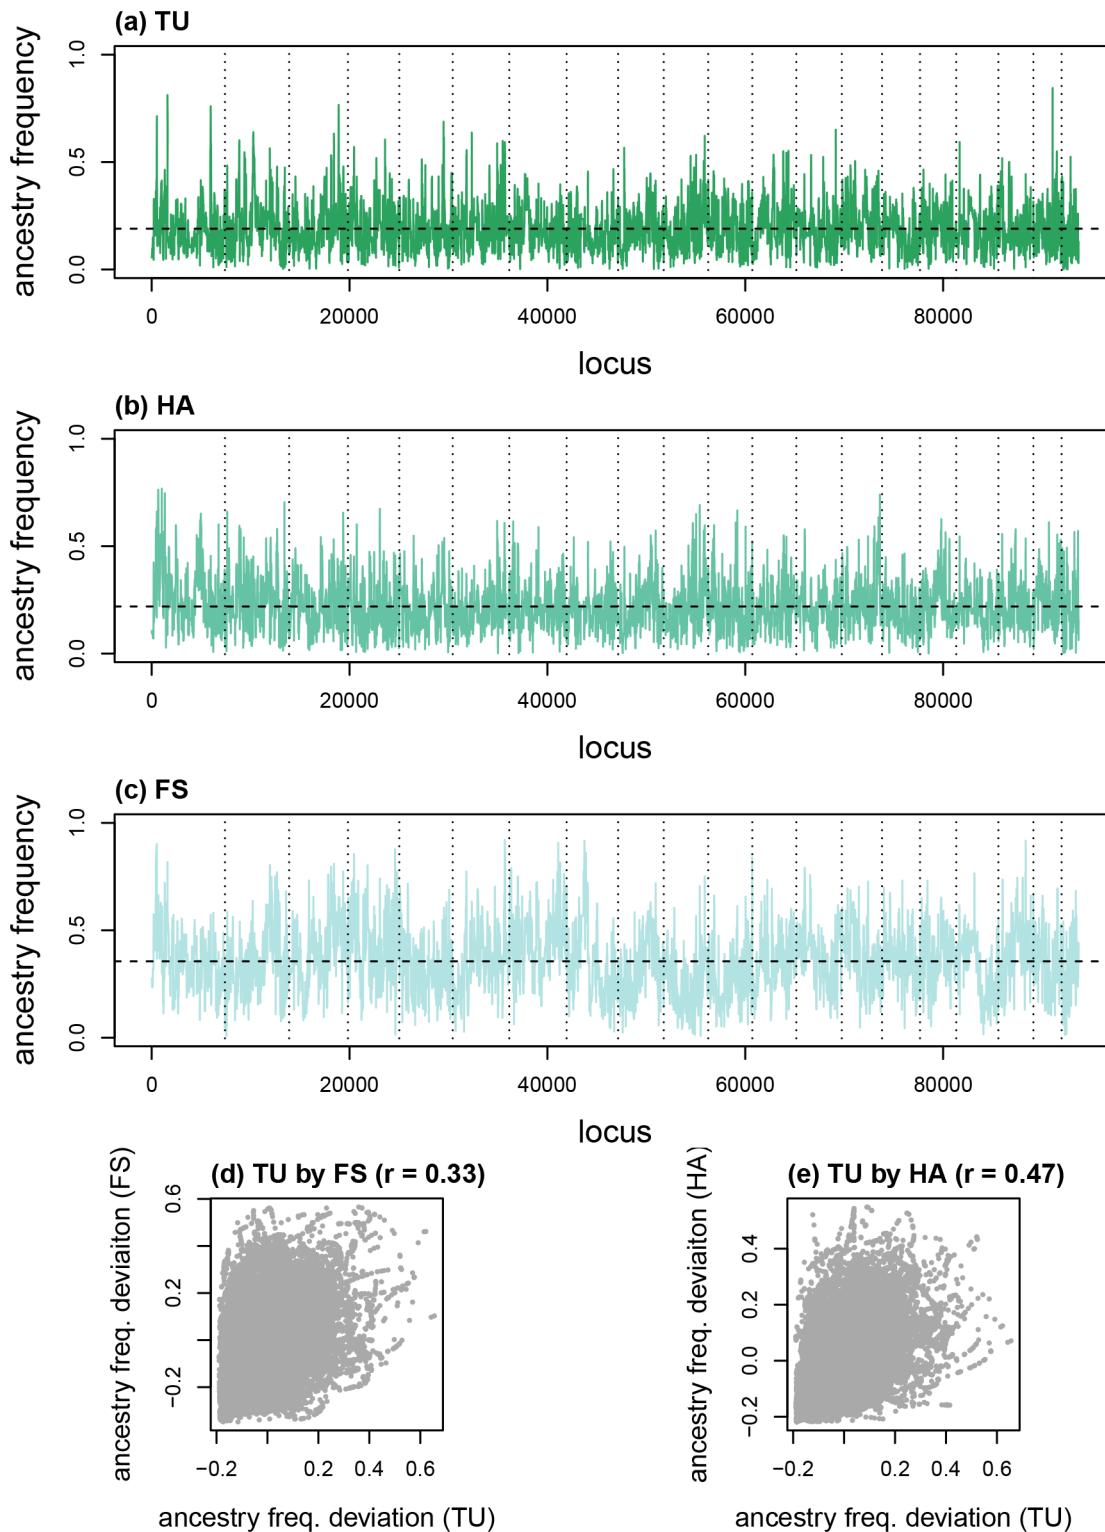 (a) TU
ancestry frequency
1.0
0.5
0.0
0 20000 40000 60000 80000
locus
(b) HA
ancestry frequency
1.0
0.5
0.0
0 20000 40000 60000 80000
locus
(c) FS
ancestry frequency
1.0
0.5
0.0
0 20000 40000 60000 80000
locus
(d) TU by FS (r = 0.33)
ancestry freq. deviaiton (FS)
0.6
0.2
−0.2
−0.2 0.2 0.4 0.6
ancestry freq. deviation (TU)
(e) TU by HA (r = 0.47)
ancestry freq. deviaiton (HA)
0.4
0.2
0.0
−0.2
−0.2 0.2 0.4 0.6
ancestry freq. deviation (TU)